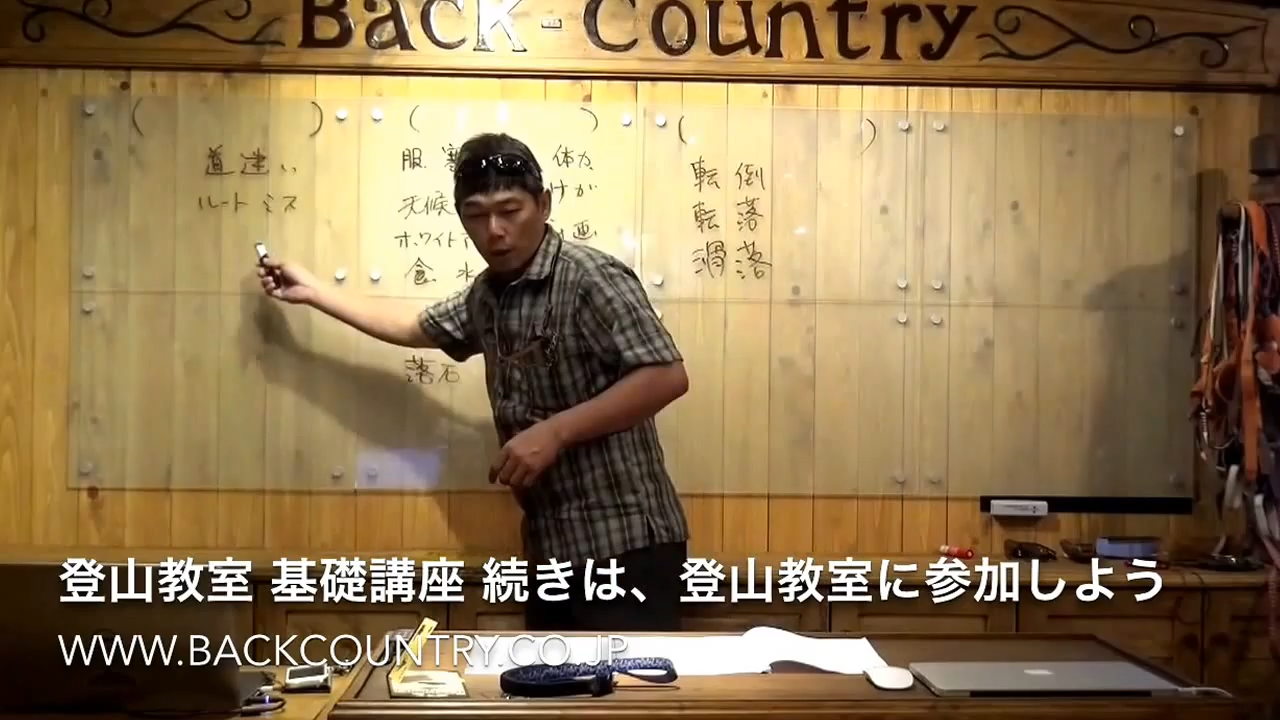 Back-Country
( ) ( ) ( )
道迷い
ルートミス
服 体力
天候 けが
ホワイト 画
食 水
落石
転倒
転落
滑落
登山教室 基礎講座 続きは、登山教室に参加しよう
WWW.BACKCOUNTRY.CO.JP